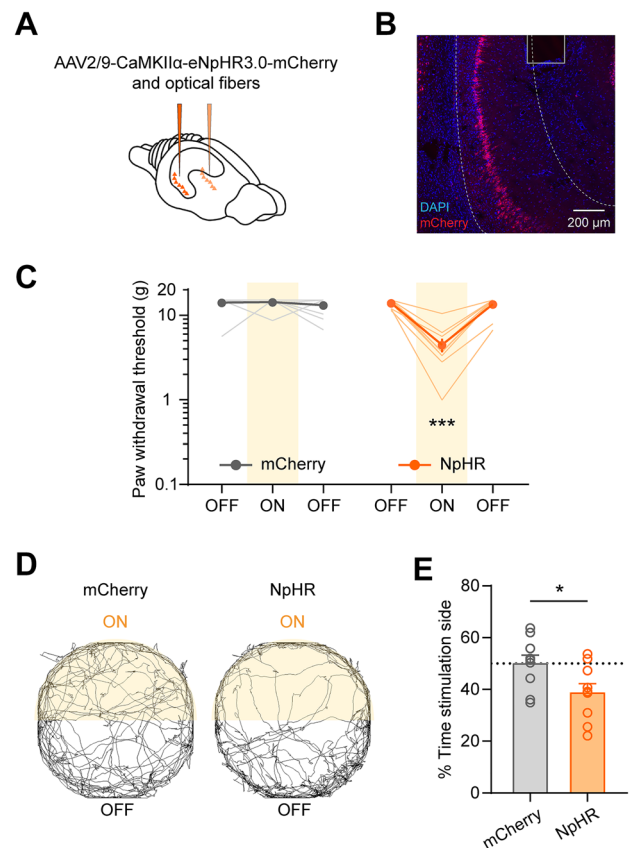 A
AAV2/9-CaMKIIα-eNpHR3.0-mCherry
and optical fibers
B
DAPI
mCherry
200 μm
C
Paw withdrawal threshold (g)
20
10
1
0.1
***
mCherry
NpHR
OFF
ON
OFF
OFF
ON
OFF
D
mCherry
NpHR
ON
ON
OFF
OFF
E
% Time stimulation side
80
60
40
20
0
*
mCherry
NpHR